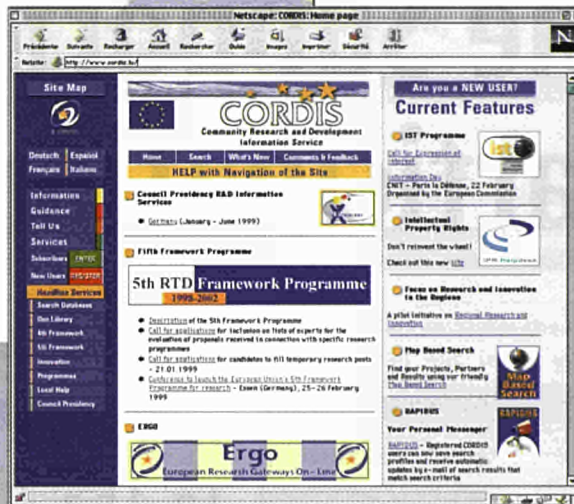 Netscape: CORDIS: Home page
Précédente Suivante Recharger Accueil Rechercher Guide Images Imprimer Sécurité Arrêter
http://www.cordis.lu/
Site Map
Deutsch Español
Français Italiano
Information
Guidance
Tell Us
Services
Subscribers ENTER
New Users REGISTER
Headline Services
Search Databases
Doc Library
4th Framework
5th Framework
Innovation
Programmes
Local Help
Council Presidency
CORDIS
Community Research and Development
Information Service
Home Search What's New Comments & Feedback
HELP with Navigation of the Site
Council Presidency R&D Information
Services
Germany (January - June 1999)
Fifth Framework Programme
5th RTD Framework Programme
1998-2002
Description of the 5th Framework Programme
Call for applications for inclusion on lists of experts for the
evaluation of proposals received in connection with specific research
programmes
Call for applications for candidates to fill temporary research posts
- 21.01.1999
Conference to launch the European Union's 5th Framework
Programme for research - Essen (Germany), 25-26 February
1999
ERGO
Ergo
European Research Gateways On-Line
Are you a NEW USER?
Current Features
IST Programme
Call for Expression of
Interest
Information Day
CNIT - Paris la Défense, 22 February
Organised by the European Commission
ist
Intellectual
Property Rights
Don't reinvent the wheel!
Check out this new site
Focus on Research and Innovation
in the Regions
A pilot initiative on Regional Research and
Innovation
Map Based Search
Find your Projects, Partners
and Results using our friendly
Map Based Search
Map
Based
Search
RAPIDUS
Your Personal Messenger
RAPIDUS - Registered CORDIS
users can now save search
profiles and receive automatic
updates by e-mail of search results that
match search criteria
RAPIDUS